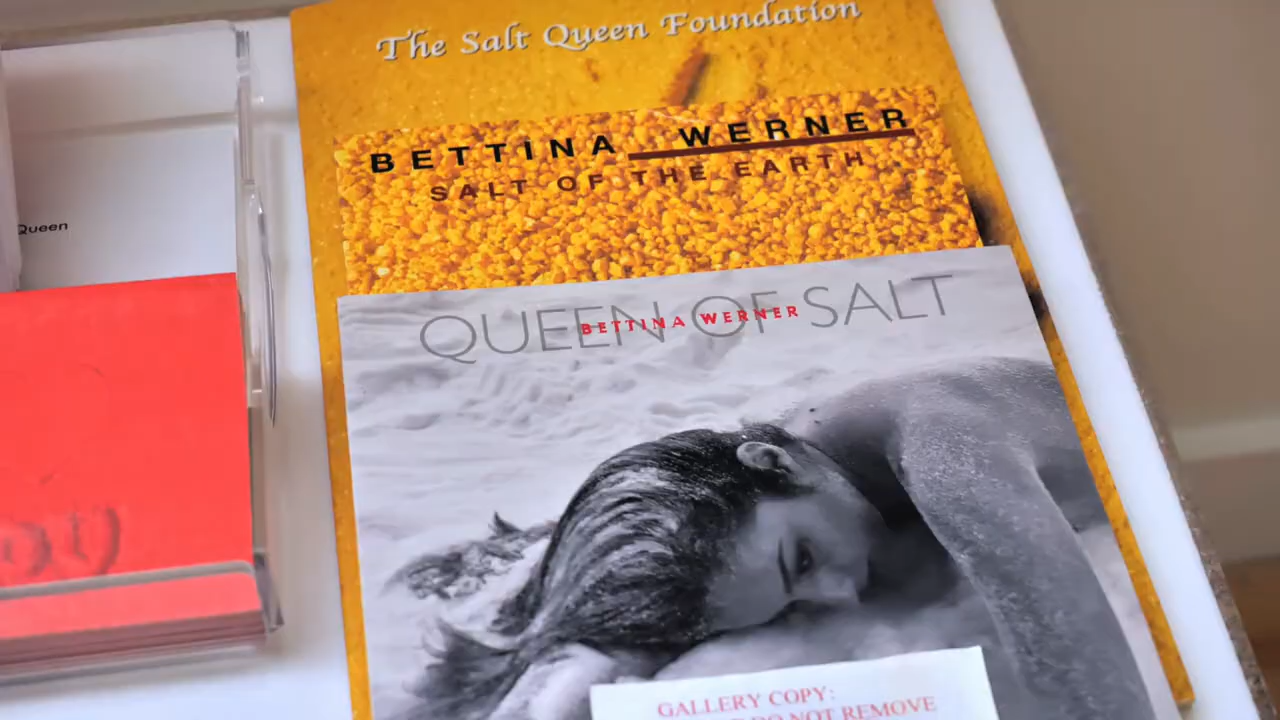 The Salt Queen Foundation
BETTINA WERNER
SALT OF THE EARTH
Queen
QUEEN OF SALT
BETTINA WERNER
GALLERY COPY:
DO NOT REMOVE